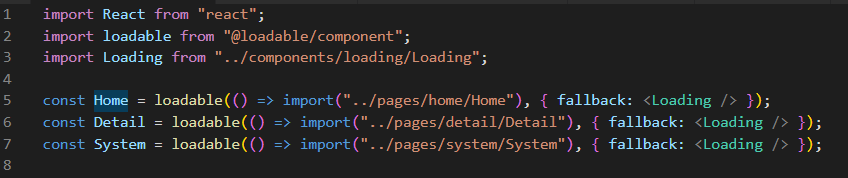 1 import React from "react";
2 import loadable from "@loadable/component";
3 import Loading from "../components/loading/Loading";
4
5 const Home = loadable(() => import("../pages/home/Home"), { fallback: <Loading /> });
6 const Detail = loadable(() => import("../pages/detail/Detail"), { fallback: <Loading /> });
7 const System = loadable(() => import("../pages/system/System"), { fallback: <Loading /> });
8